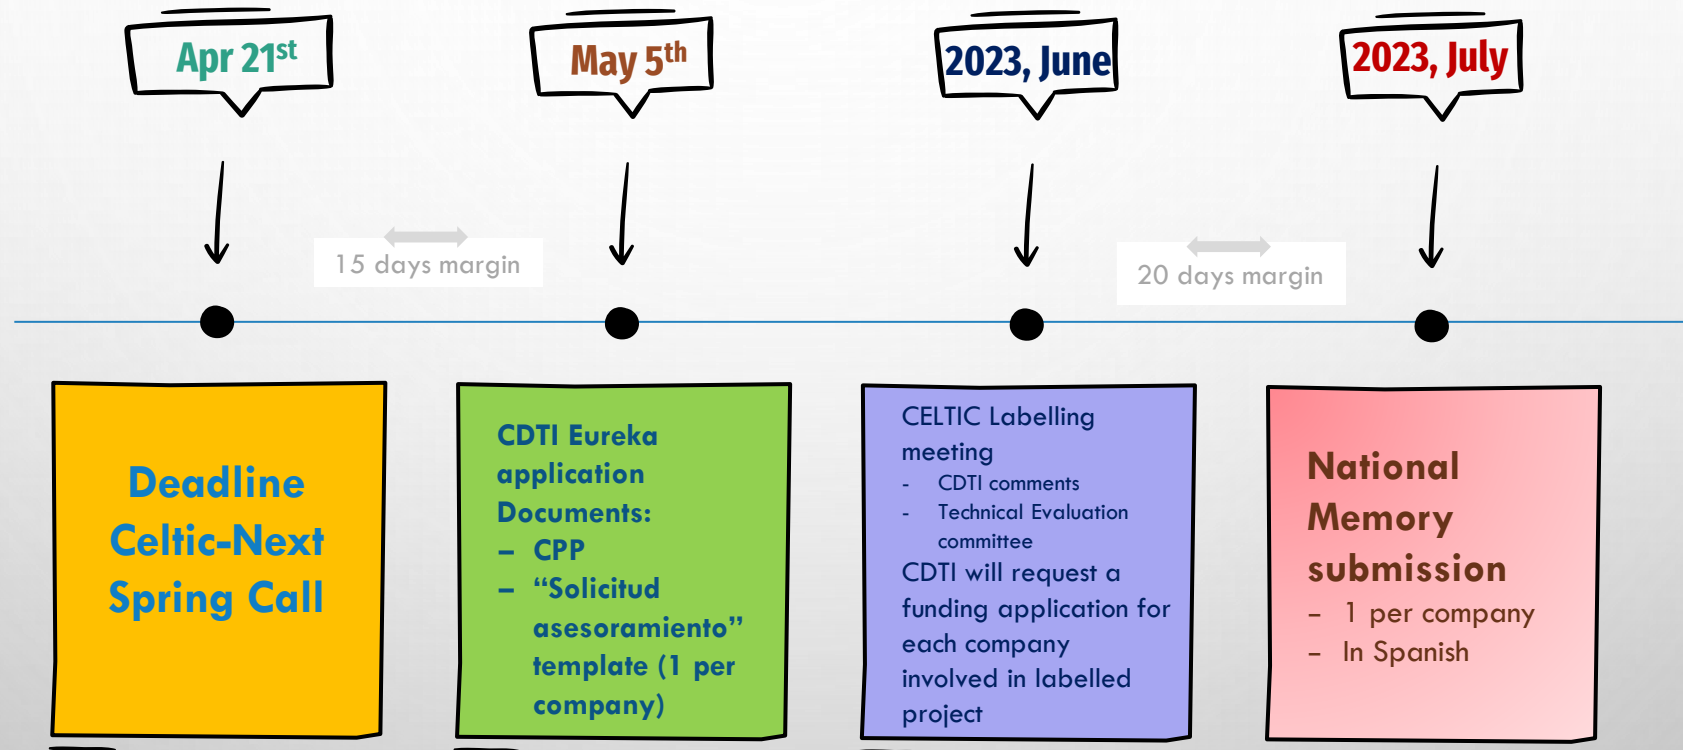 Apr 21st
May 5th
2023, June
2023, July
15 days margin
20 days margin
Deadline
Celtic-Next
Spring Call
CDTI Eureka
application
Documents:
– CPP
– “Solicitud
asesoramiento”
template (1 per
company)
CELTIC Labelling
meeting
- CDTI comments
- Technical Evaluation
committee
CDTI will request a
funding application for
each company
involved in labelled
project
National
Memory
submission
– 1 per company
– In Spanish